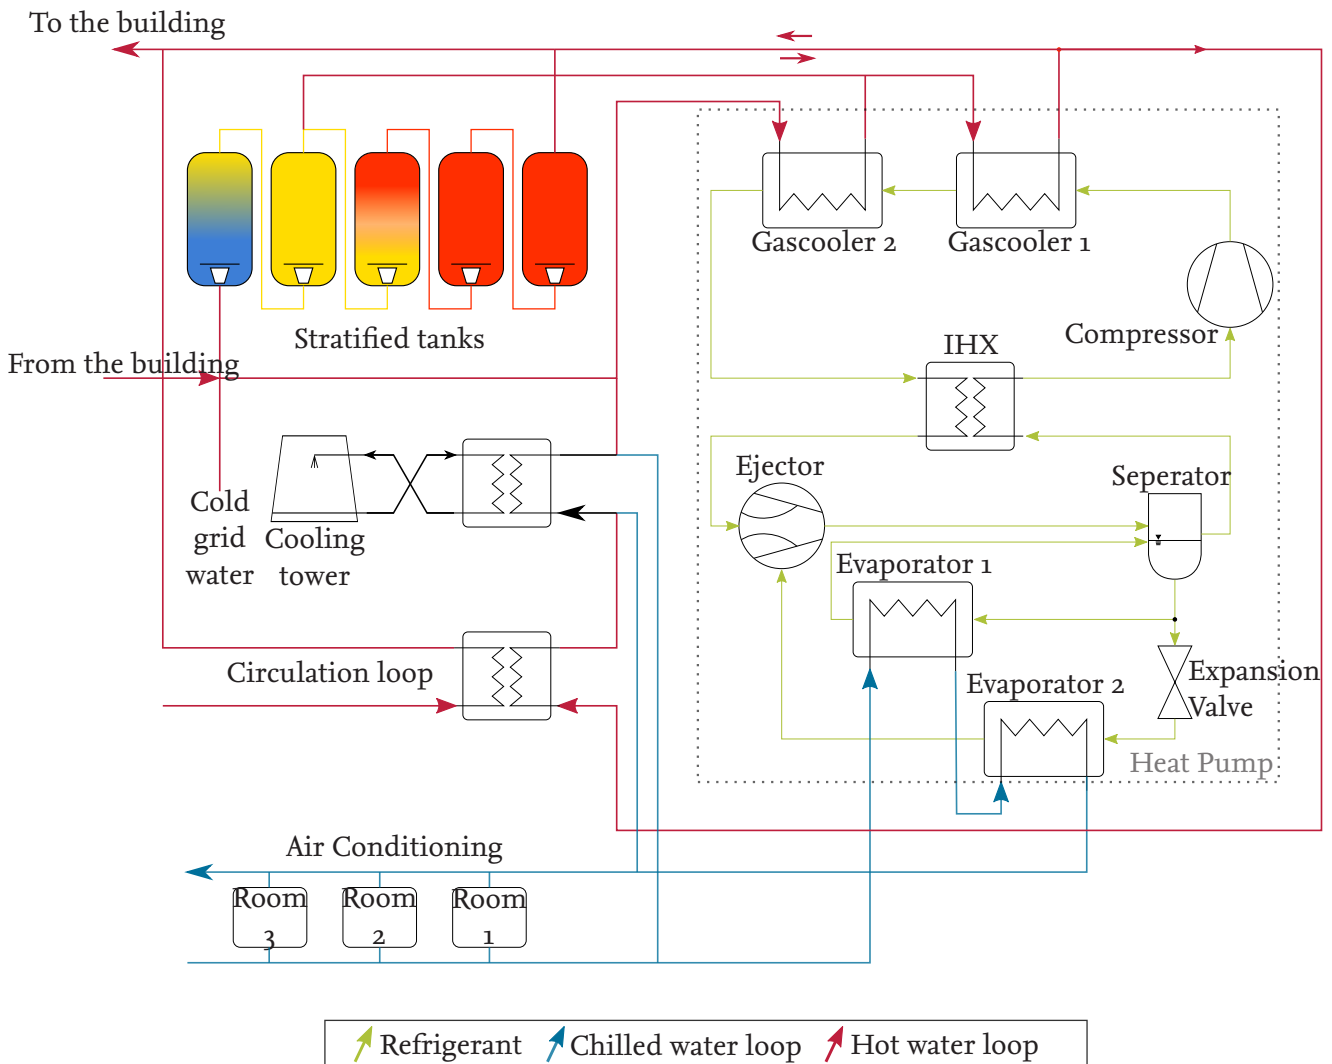 To the building
Gascooler 2
Gascooler 1
Stratified tanks
Compressor
IHX
From the building
Ejector
Seperator
Cold
grid
water
Cooling
tower
Evaporator 1
Circulation loop
Evaporator 2
Expansion
Valve
Heat Pump
Air Conditioning
Room
3
Room
2
Room
1
Refrigerant
Chilled water loop
Hot water loop